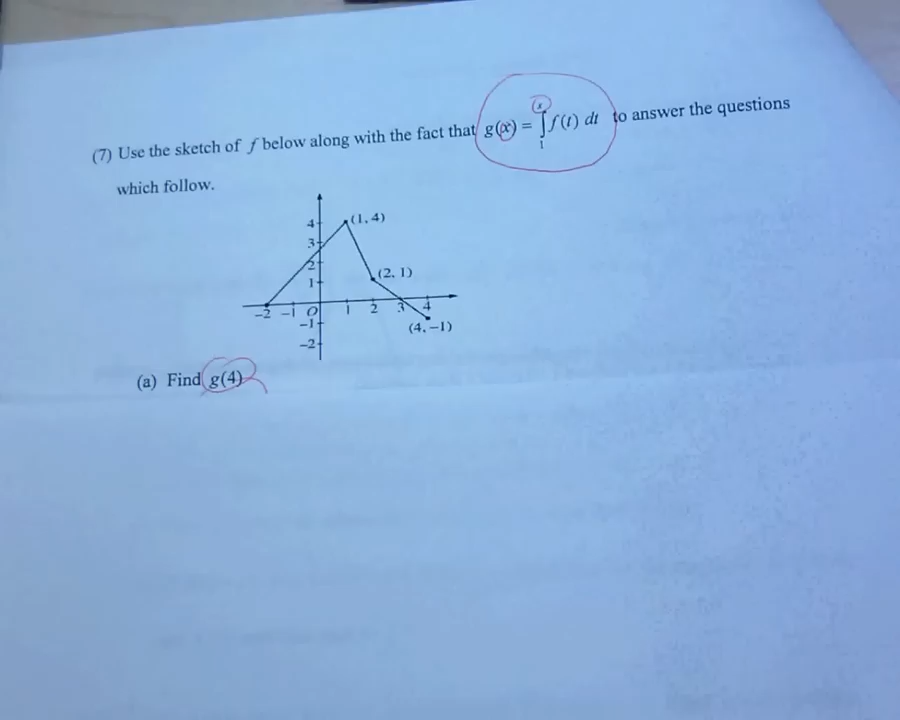 (7) Use the sketch of f below along with the fact that g(x) = ∫₁ˣ f(t) dt to answer the questions
which follow.
4 (1, 4)
3
2
1 (2, 1)
-2 -1 O 1 2 3 4
-1 (4, -1)
-2
(a) Find g(4)